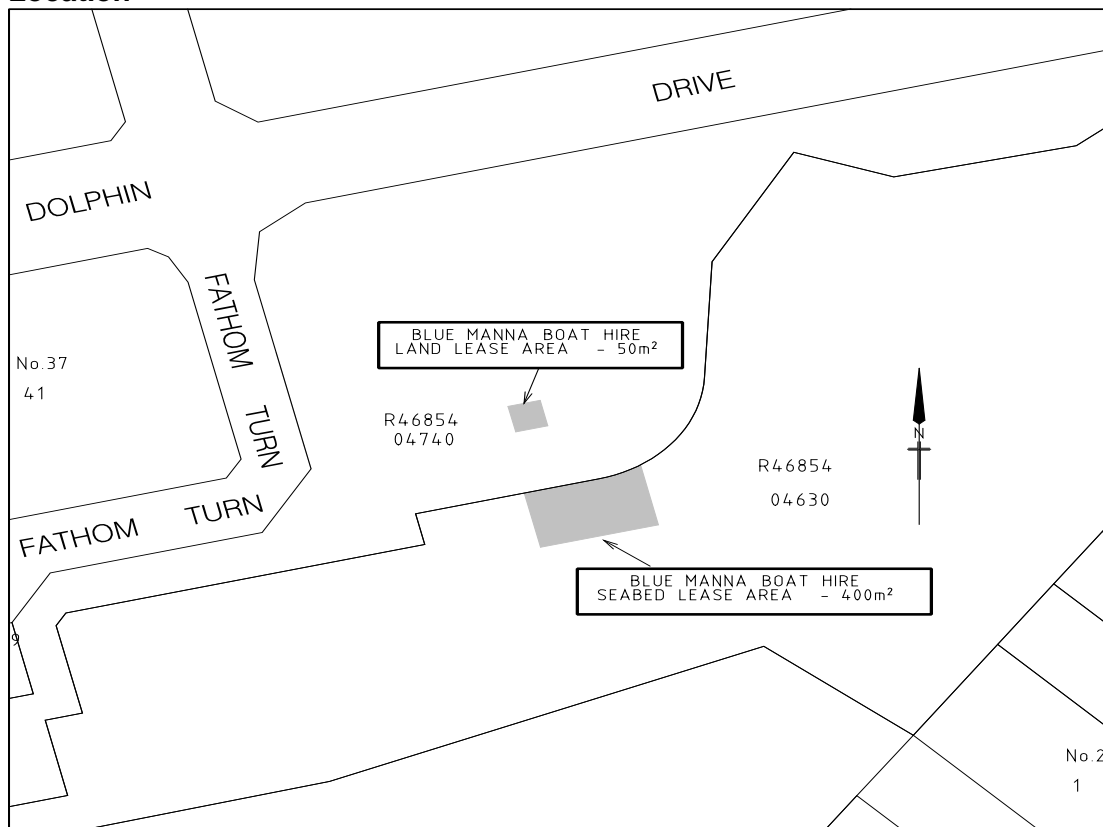 Location
DRIVE
DOLPHIN
FATHOM TURN
BLUE MANNA BOAT HIRE
LAND LEASE AREA - 50m²
No.37
41
R46854
04740
N
R46854
04630
FATHOM TURN
BLUE MANNA BOAT HIRE
SEABED LEASE AREA - 400m²
9
No.2
1